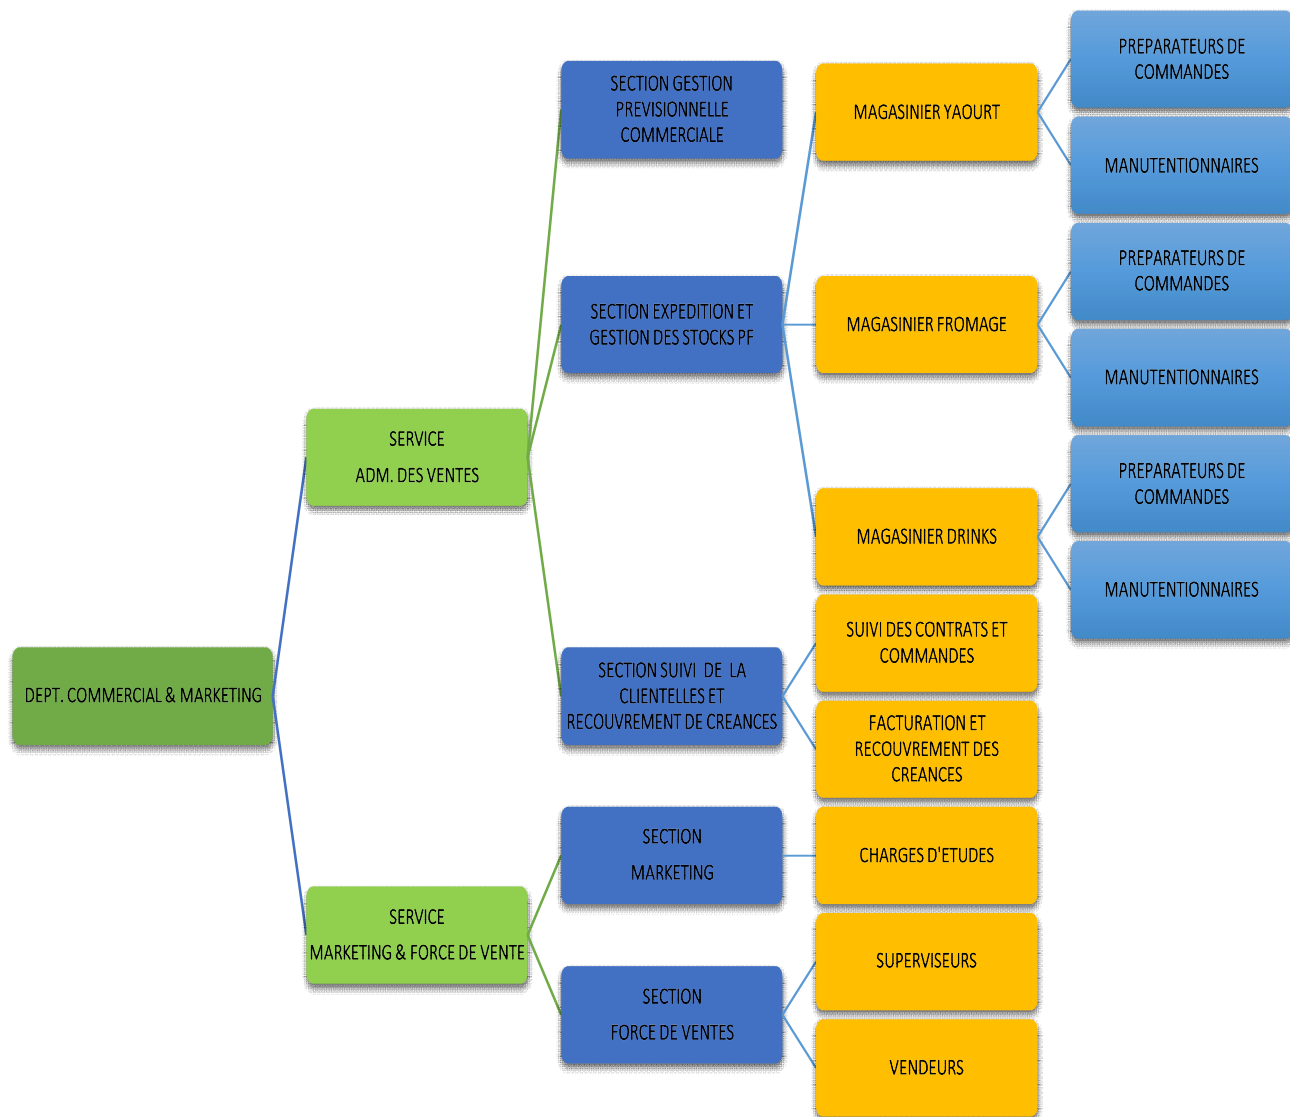 DEPT. COMMERCIAL & MARKETING
SERVICE
ADM. DES VENTES
SECTION GESTION
PREVISIONNELLE
COMMERCIALE
SECTION EXPEDITION ET
GESTION DES STOCKS PF
MAGASINIER YAOURT
PREPARATEURS DE
COMMANDES
MANUTENTIONNAIRES
MAGASINIER FROMAGE
PREPARATEURS DE
COMMANDES
MANUTENTIONNAIRES
MAGASINIER DRINKS
PREPARATEURS DE
COMMANDES
MANUTENTIONNAIRES
SECTION SUIVI DE LA
CLIENTELLES ET
RECOUVREMENT DE CREANCES
SUIVI DES CONTRATS ET
COMMANDES
FACTURATION ET
RECOUVREMENT DES
CREANCES
SERVICE
MARKETING & FORCE DE VENTE
SECTION
MARKETING
CHARGES D'ETUDES
SECTION
FORCE DE VENTES
SUPERVISEURS
VENDEURS